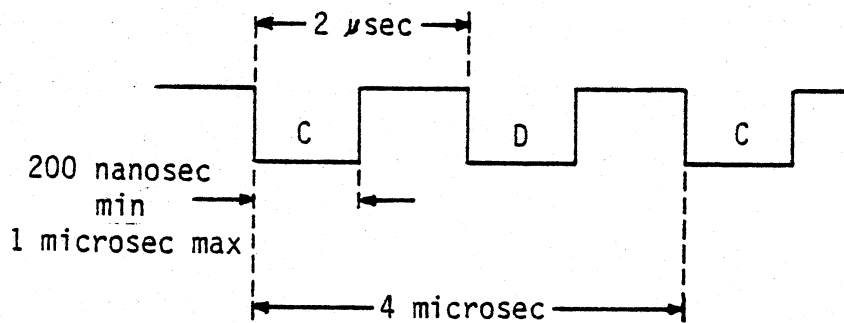 2 μsec
C
D
C
200 nanosec
min
1 microsec max
4 microsec